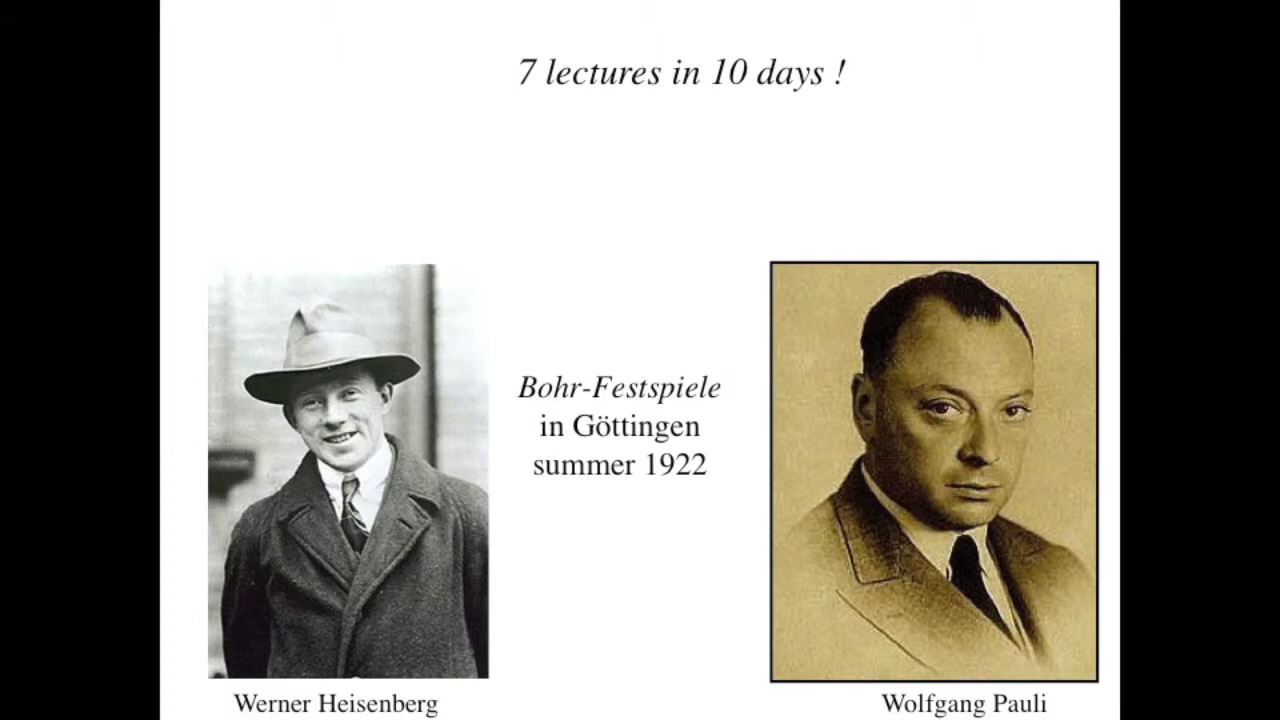 7 lectures in 10 days !
Bohr-Festspiele
in Göttingen
summer 1922
Werner Heisenberg
Wolfgang Pauli